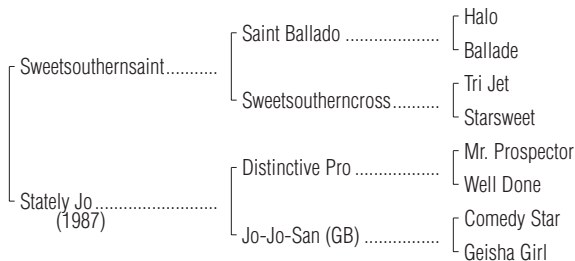 Halo
Saint Ballado ...................
Ballade
Sweetsouthernsaint...........
Tri Jet
Sweetsoutherncross..........
Starsweet
Mr. Prospector
Distinctive Pro .................
Well Done
Stately Jo..........................
(1987)
Comedy Star
Jo-Jo-San (GB) ...............
Geisha Girl